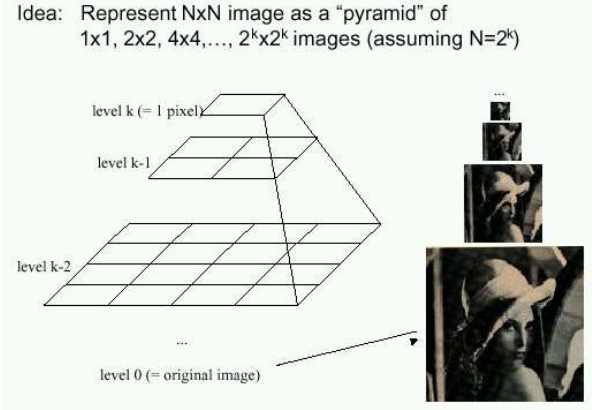 Idea: Represent NxN image as a “pyramid” of
1x1, 2x2, 4x4,..., 2ᵏx2ᵏ images (assuming N=2ᵏ)
...
level k (= 1 pixel)
level k-1
level k-2
...
level 0 (= original image)